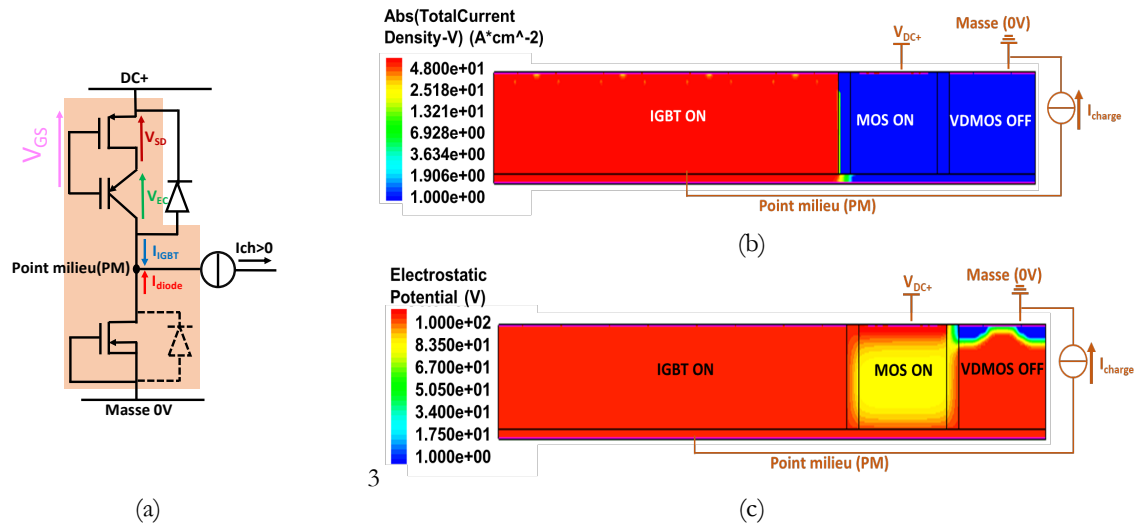 DC+
V_GS
V_SD
V_EC
I_IGBT
Ich>0
Point milieu(PM)
I_diode
Masse 0V
(a)
Abs(TotalCurrent
Density-V) (A*cm^-2)
4.800e+01
2.518e+01
1.321e+01
6.928e+00
3.634e+00
1.906e+00
1.000e+00
V_DC+
Masse (0V)
IGBT ON
MOS ON
VDMOS OFF
I_charge
Point milieu (PM)
(b)
Electrostatic
Potential (V)
1.000e+02
8.350e+01
6.700e+01
5.050e+01
3.400e+01
1.750e+01
1.000e+00
V_DC+
Masse (0V)
IGBT ON
MOS ON
VDMOS OFF
I_charge
Point milieu (PM)
3
(c)